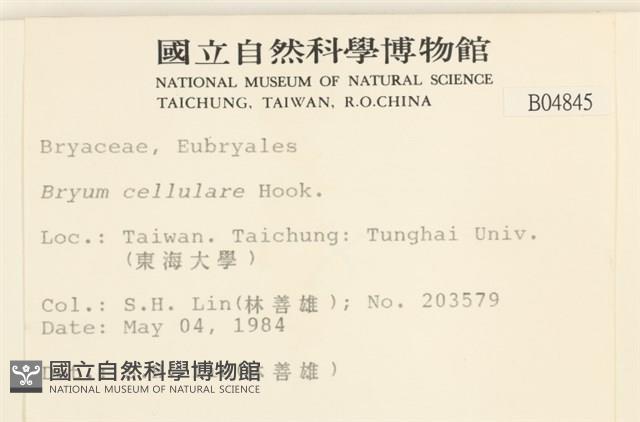 國立自然科學博物館
NATIONAL MUSEUM OF NATURAL SCIENCE
TAICHUNG, TAIWAN, R.O.CHINA
B04845
Bryaceae, Eubryales
Bryum cellulare Hook.
Loc.: Taiwan. Taichung: Tunghai Univ.
(東海大學)
Col.: S.H. Lin(林善雄); No. 203579
Date: May 04, 1984
善雄)
國立自然科學博物館
NATIONAL MUSEUM OF NATURAL SCIENCE